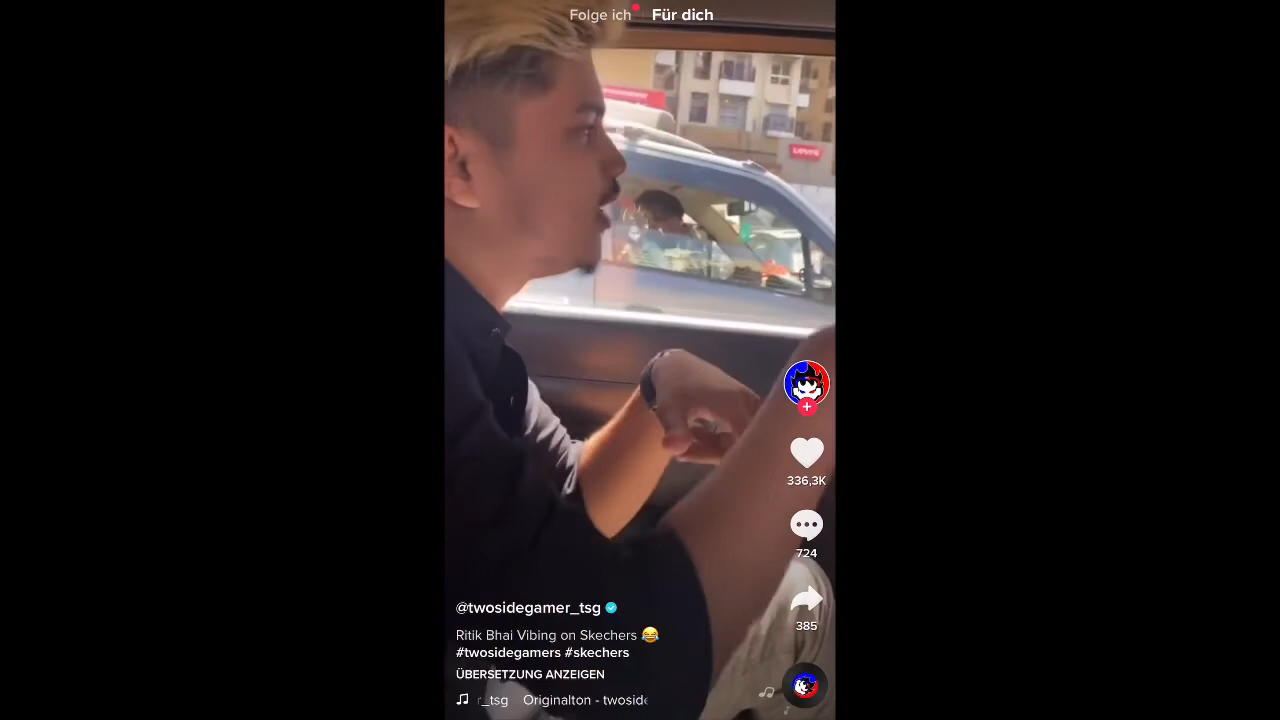 Folge ich Für dich
Levi's
336,3K
724
385
@twosidegamer_tsg
Ritik Bhai Vibing on Skechers 😂
#twosidegamers #skechers
ÜBERSETZUNG ANZEIGEN
r_tsg Originalton - twoside